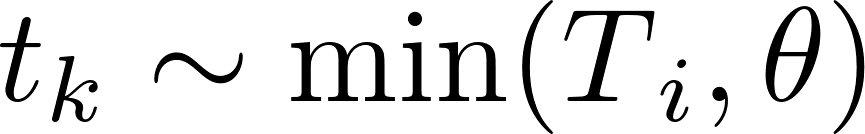 t_k ∼ min(T_i, θ)